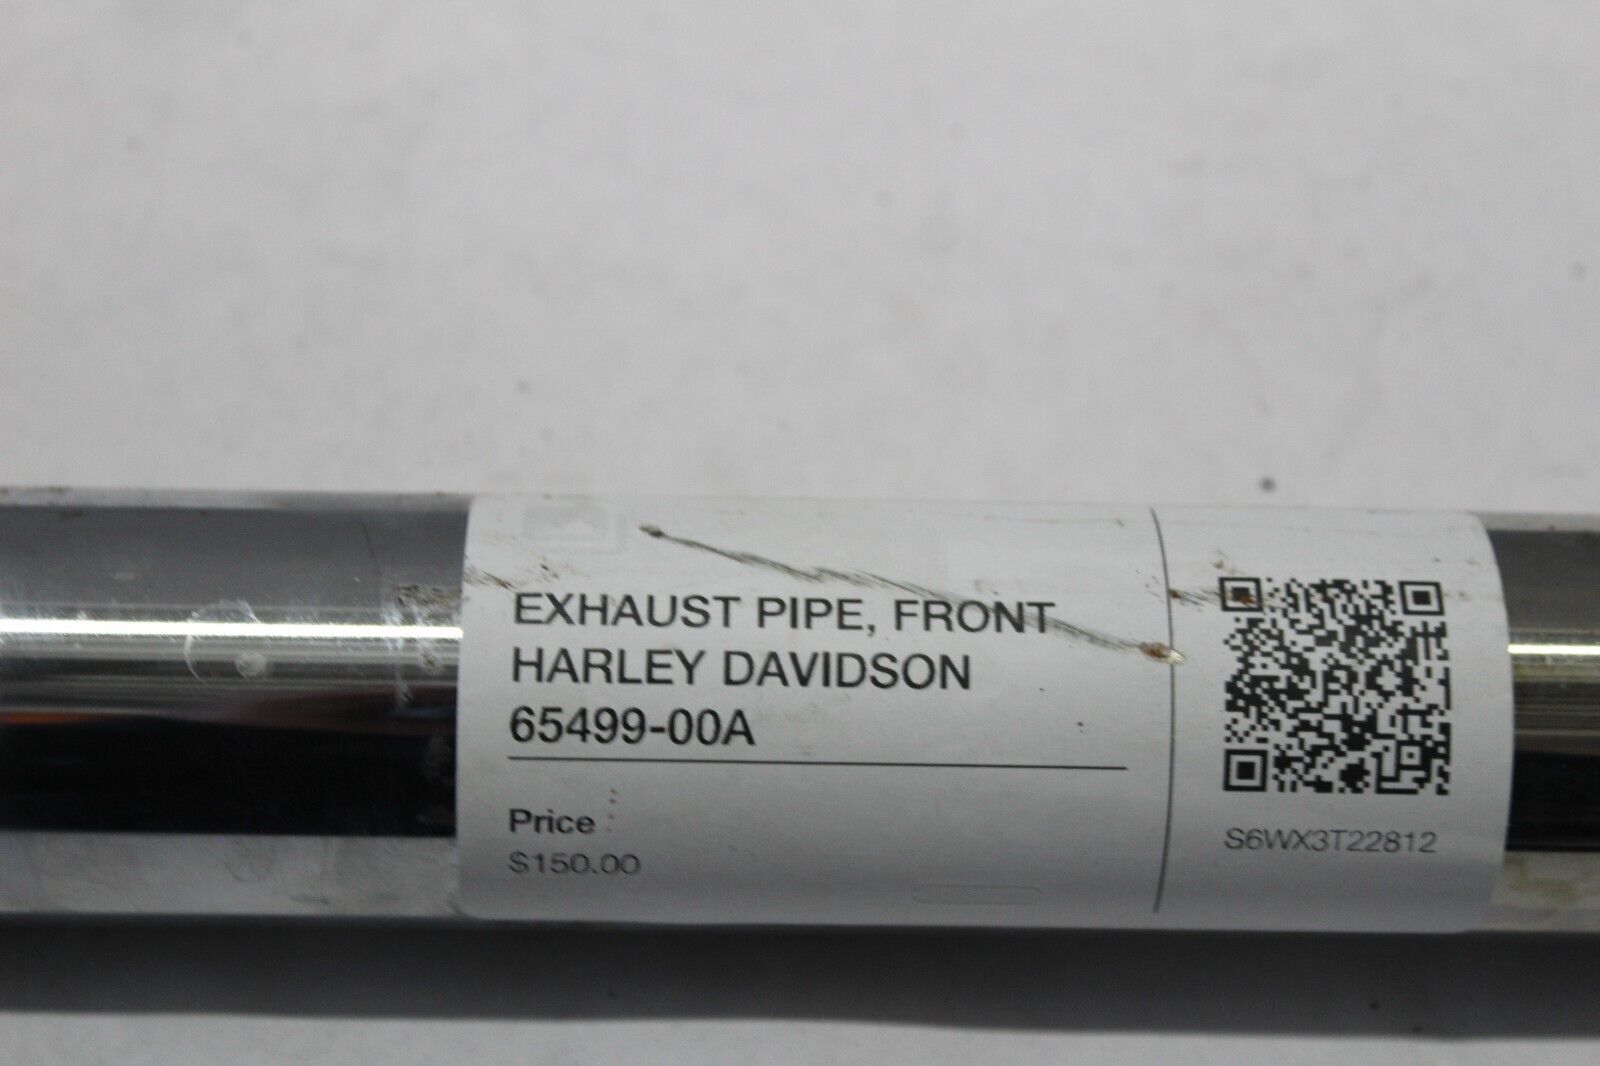 EXHAUST PIPE, FRONT
HARLEY DAVIDSON
65499-00A
Price
$150.00
S6WX3T22812